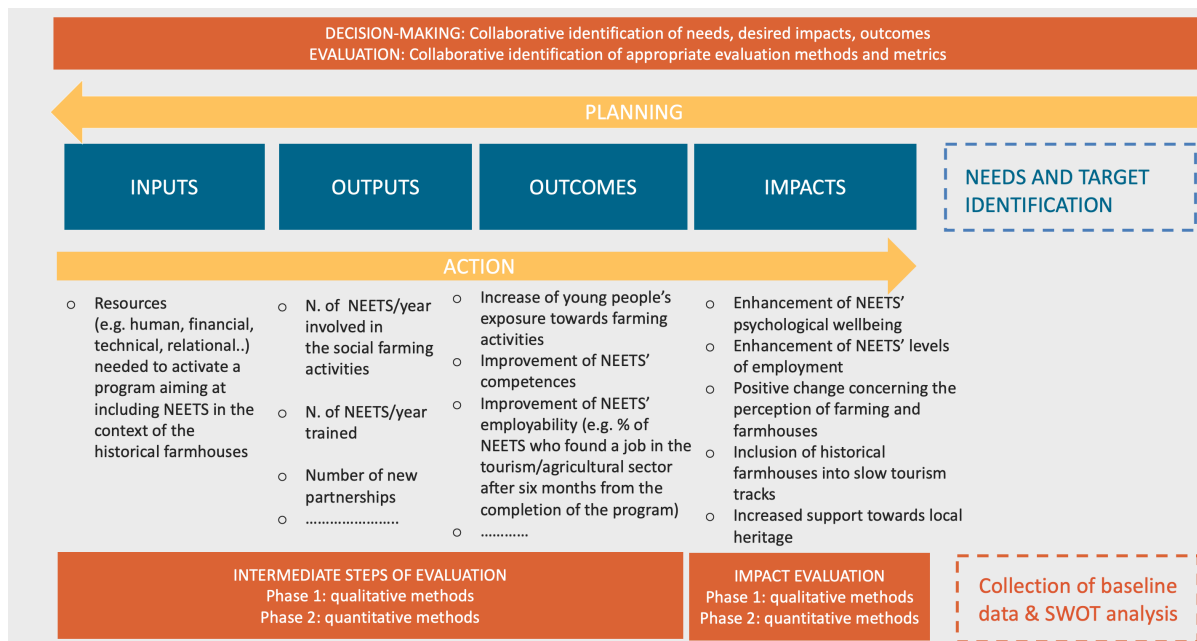 DECISION-MAKING: Collaborative identification of needs, desired impacts, outcomes
EVALUATION: Collaborative identification of appropriate evaluation methods and metrics
PLANNING
INPUTS
OUTPUTS
OUTCOMES
IMPACTS
NEEDS AND TARGET
IDENTIFICATION
ACTION
o Resources
(e.g. human, financial,
technical, relational..)
needed to activate a
program aiming at
including NEETS in the
context of the
historical farmhouses
o N. of NEETS/year
involved in
the social farming
activities
o N. of NEETS/year
trained
o Number of new
partnerships
o …………………..
o Increase of young people’s
exposure towards farming
activities
o Improvement of NEETS’
competences
o Improvement of NEETS’
employability (e.g. % of
NEETS who found a job in the
tourism/agricultural sector
after six months from the
completion of the program)
o …………
o Enhancement of NEETS’
psychological wellbeing
o Enhancement of NEETS’ levels
of employment
o Positive change concerning the
perception of farming and
farmhouses
o Inclusion of historical
farmhouses into slow tourism
tracks
o Increased support towards local
heritage
INTERMEDIATE STEPS OF EVALUATION
Phase 1: qualitative methods
Phase 2: quantitative methods
IMPACT EVALUATION
Phase 1: qualitative methods
Phase 2: quantitative methods
Collection of baseline
data & SWOT analysis